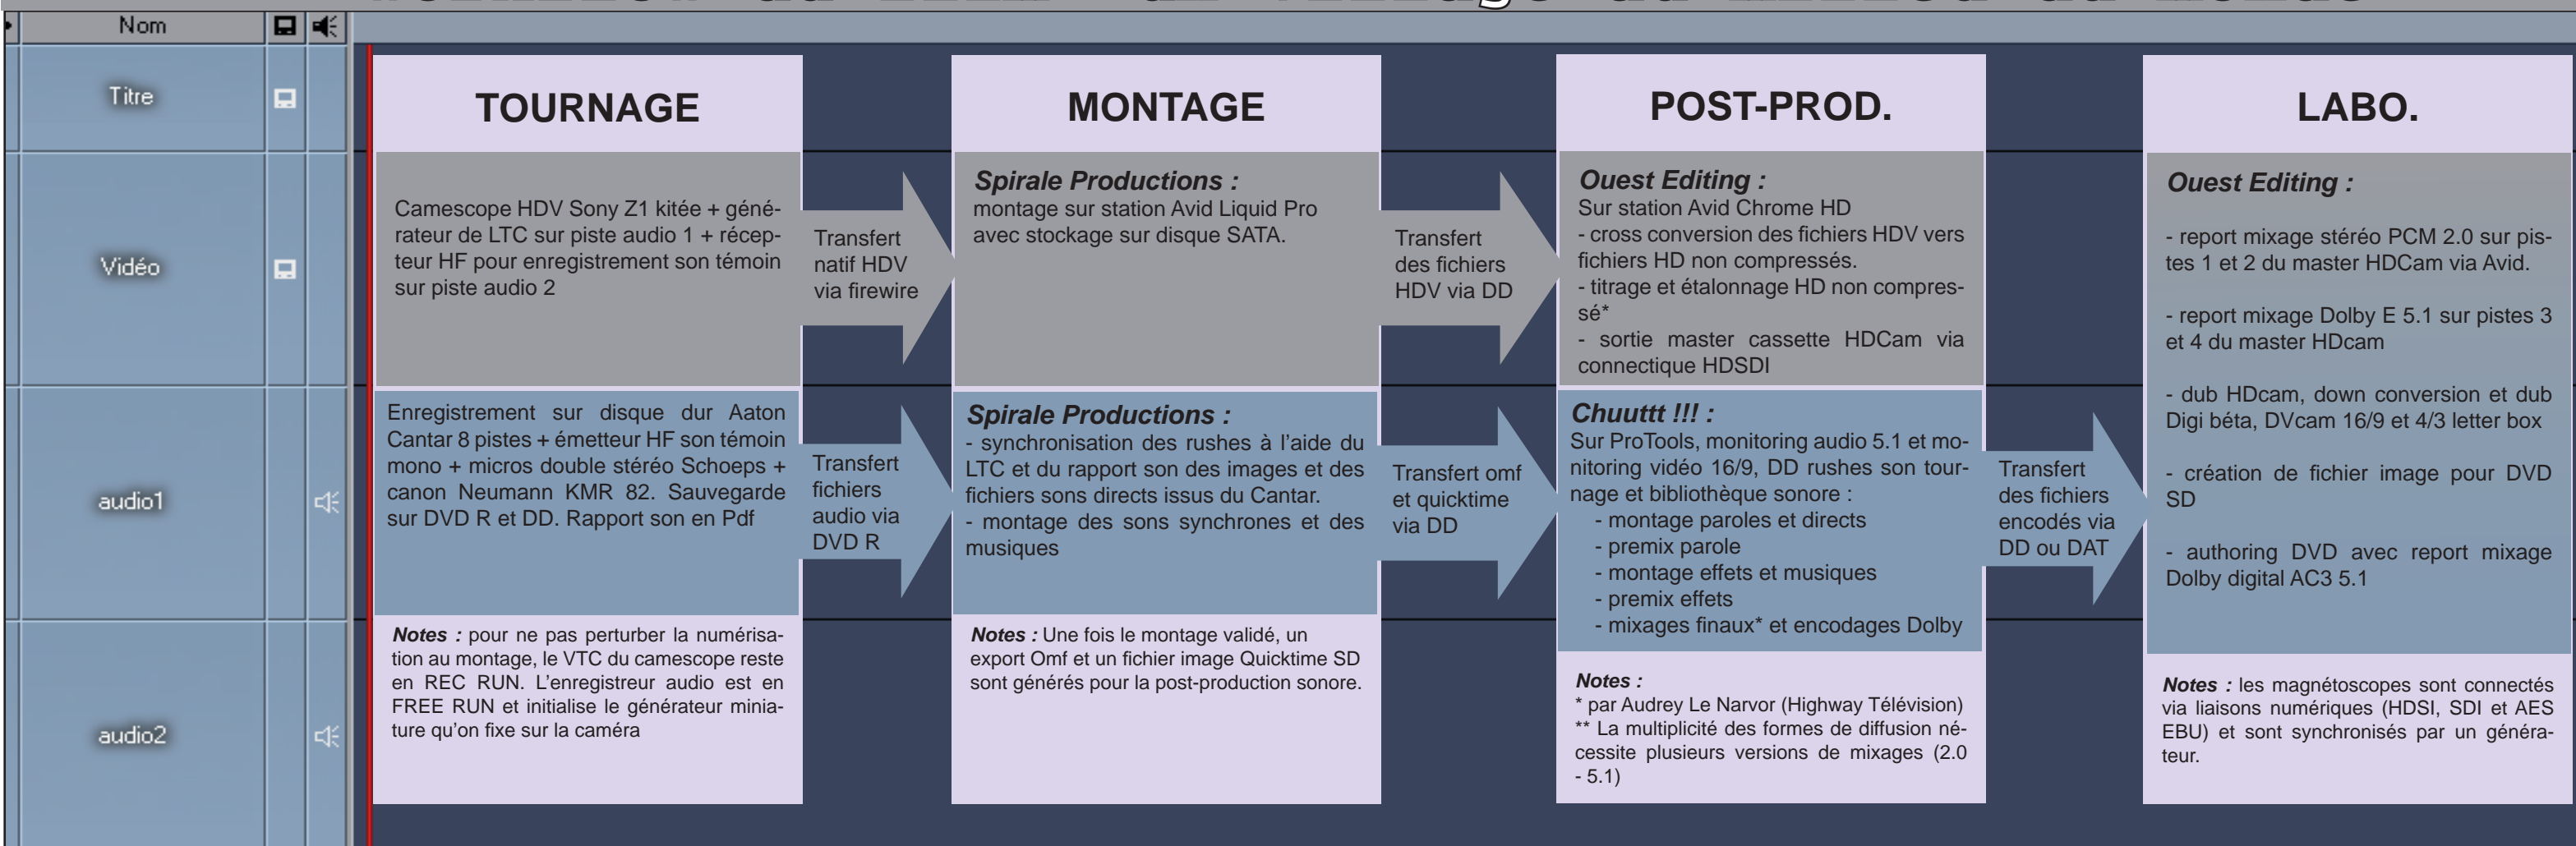 Nom
Titre
Vidéo
audio1
audio2
TOURNAGE
Camescope HDV Sony Z1 kitée + géné-
rateur de LTC sur piste audio 1 + récep-
teur HF pour enregistrement son témoin
sur piste audio 2
Enregistrement sur disque dur Aaton
Cantar 8 pistes + émetteur HF son témoin
mono + micros double stéréo Schoeps +
canon Neumann KMR 82. Sauvegarde
sur DVD R et DD. Rapport son en Pdf
Notes : pour ne pas perturber la numérisa-
tion au montage, le VTC du camescope reste
en REC RUN. L'enregistreur audio est en
FREE RUN et initialise le générateur minia-
ture qu'on fixe sur la caméra
Transfert
natif HDV
via firewire
Transfert
fichiers
audio via
DVD R
MONTAGE
Spirale Productions :
montage sur station Avid Liquid Pro
avec stockage sur disque SATA.
Spirale Productions :
- synchronisation des rushes à l'aide du
LTC et du rapport son des images et des
fichiers sons directs issus du Cantar.
- montage des sons synchrones et des
musiques
Notes : Une fois le montage validé, un
export Omf et un fichier image Quicktime SD
sont générés pour la post-production sonore.
Transfert
des fichiers
HDV via DD
Transfert omf
et quicktime
via DD
POST-PROD.
Ouest Editing :
Sur station Avid Chrome HD
- cross conversion des fichiers HDV vers
fichiers HD non compressés.
- titrage et étalonnage HD non compres-
sé*
- sortie master cassette HDCam via
connectique HDSDI
Chuuttt !!! :
Sur ProTools, monitoring audio 5.1 et mo-
nitoring vidéo 16/9, DD rushes son tour-
nage et bibliothèque sonore :
- montage paroles et directs
- premix parole
- montage effets et musiques
- premix effets
- mixages finaux* et encodages Dolby
Notes :
* par Audrey Le Narvor (Highway Télévision)
** La multiplicité des formes de diffusion né-
cessite plusieurs versions de mixages (2.0
- 5.1)
Transfert
des fichiers
encodés via
DD ou DAT
LABO.
Ouest Editing :
- report mixage stéréo PCM 2.0 sur pis-
tes 1 et 2 du master HDCam via Avid.
- report mixage Dolby E 5.1 sur pistes 3
et 4 du master HDcam
- dub HDcam, down conversion et dub
Digi béta, DVcam 16/9 et 4/3 letter box
- création de fichier image pour DVD
SD
- authoring DVD avec report mixage
Dolby digital AC3 5.1
Notes : les magnétoscopes sont connectés
via liaisons numériques (HDSI, SDI et AES
EBU) et sont synchronisés par un généra-
teur.